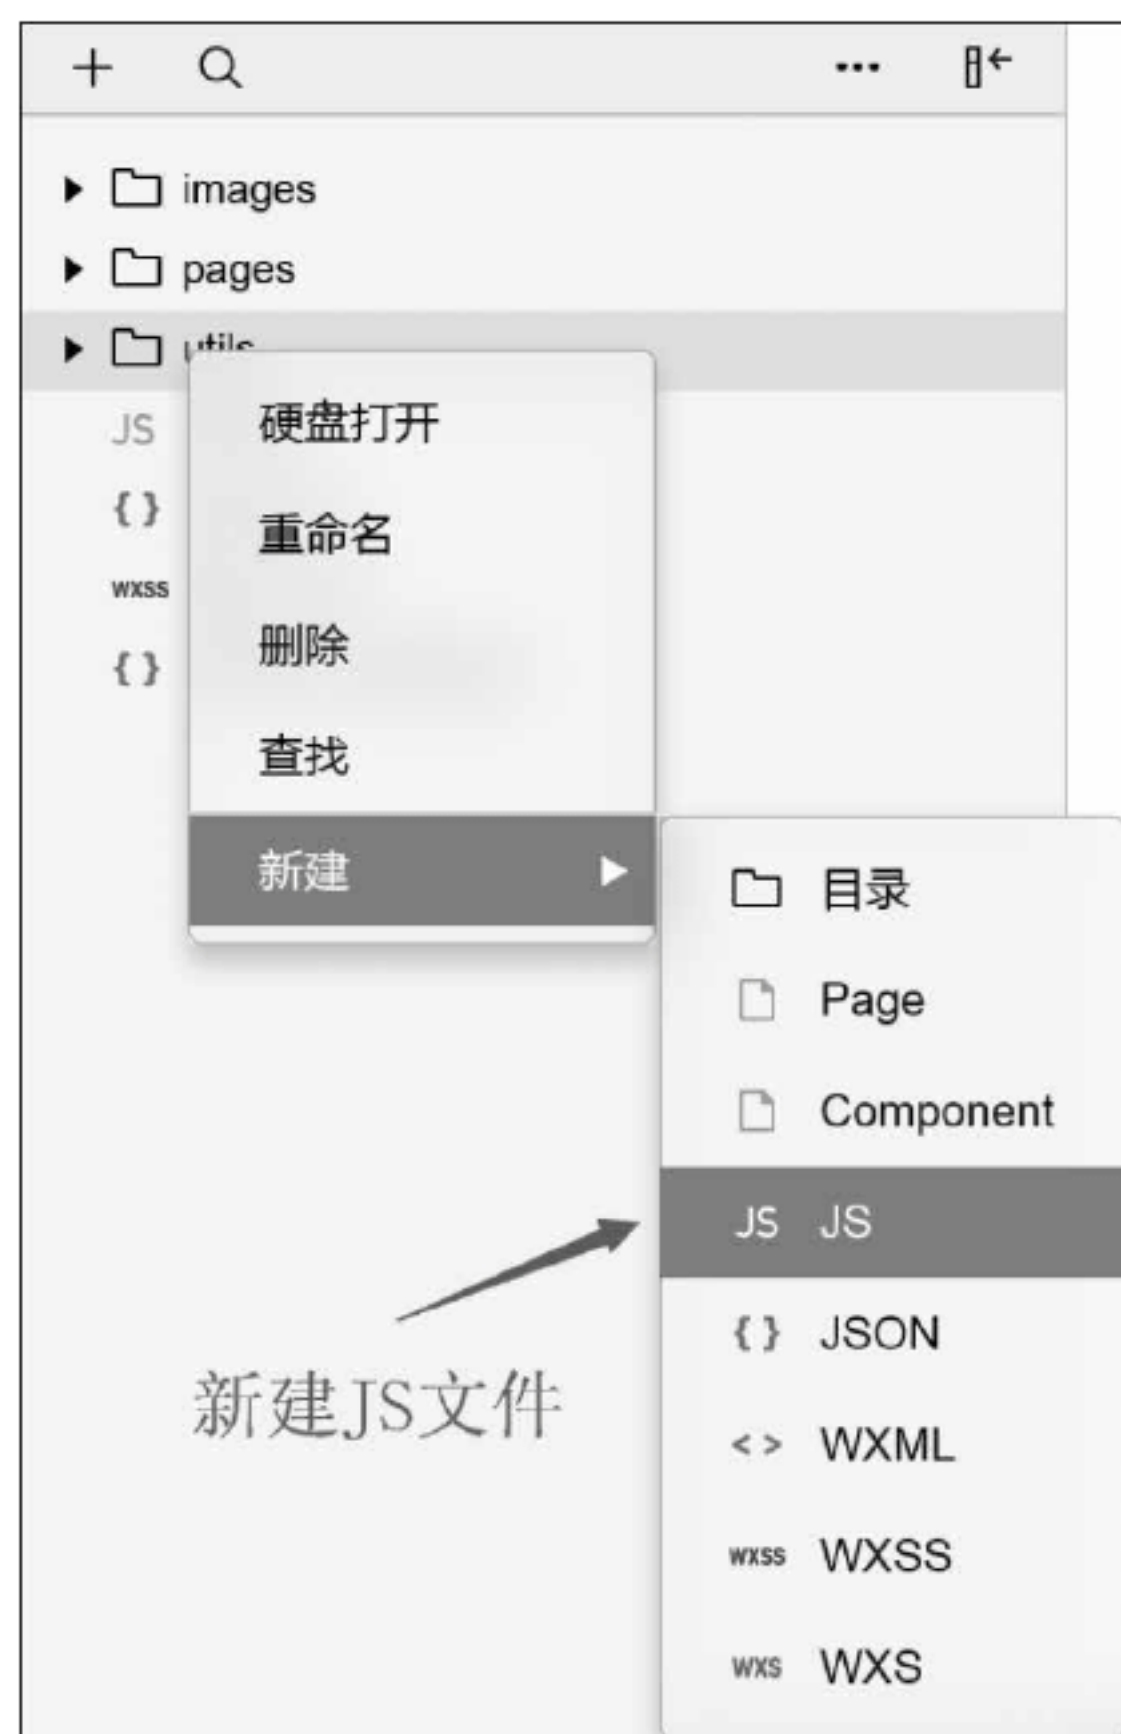 images
pages
utils
JS
{ }
wxss
{ }
硬盘打开
重命名
删除
查找
新建
目录
Page
Component
JS JS
{ } JSON
< > WXML
wxss WXSS
wxs WXS
新建JS文件